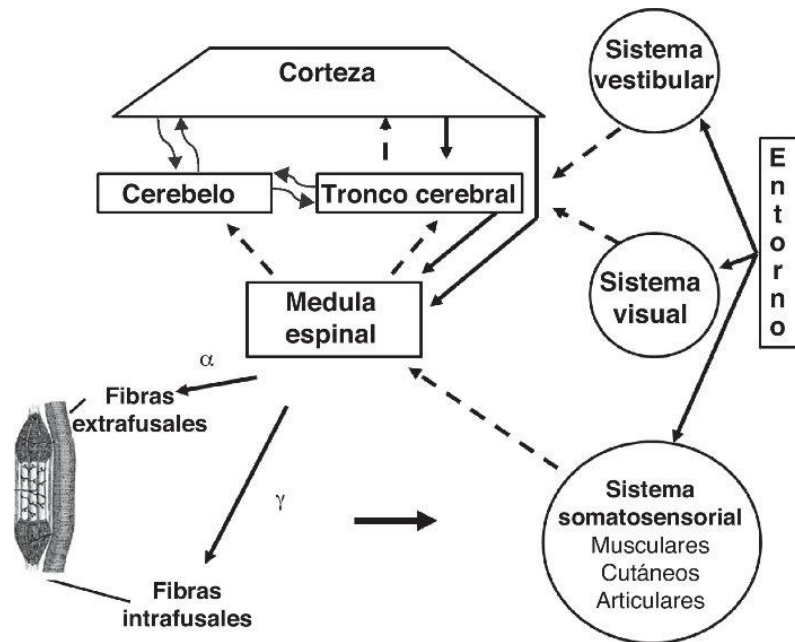 Corteza
Sistema
vestibular
Entorno
Cerebelo
Tronco cerebral
Sistema
visual
Medula
espinal
α
Fibras
extrafusales
γ
Sistema
somatosensorial
Musculares
Cutáneos
Articulares
Fibras
intrafusales